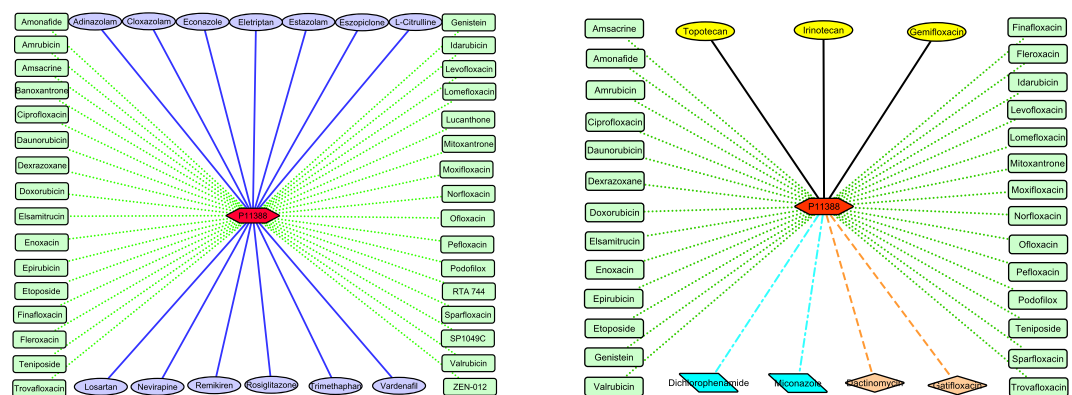 Amonafide
Adinazolam
Cloxazolam
Econazole
Eletriptan
Estazolam
Eszopiclone
L-Citrulline
Genistein
Amrubicin
Idarubicin
Amsacrine
Levofloxacin
Banoxantrone
Lomefloxacin
Ciprofloxacin
Lucanthone
Daunorubicin
Mitoxantrone
Dexrazoxane
Moxifloxacin
Doxorubicin
Norfloxacin
Elsamitrucin
P11388
Ofloxacin
Enoxacin
Pefloxacin
Epirubicin
Podofilox
Etoposide
RTA 744
Finafloxacin
Sparfloxacin
Fleroxacin
SP1049C
Teniposide
Valrubicin
Trovafloxacin
Losartan
Nevirapine
Remikiren
Rosiglitazone
Trimethaphan
Vardenafil
ZEN-012
Amsacrine
Topotecan
Irinotecan
Gemifloxacin
Finafloxacin
Amonafide
Fleroxacin
Amrubicin
Idarubicin
Ciprofloxacin
Levofloxacin
Daunorubicin
Lomefloxacin
Dexrazoxane
Mitoxantrone
Doxorubicin
P11388
Moxifloxacin
Elsamitrucin
Norfloxacin
Enoxacin
Ofloxacin
Epirubicin
Pefloxacin
Etoposide
Podofilox
Genistein
Teniposide
Valrubicin
Sparfloxacin
Dichlorophenamide
Miconazole
Dactinomycin
Gatifloxacin
Trovafloxacin